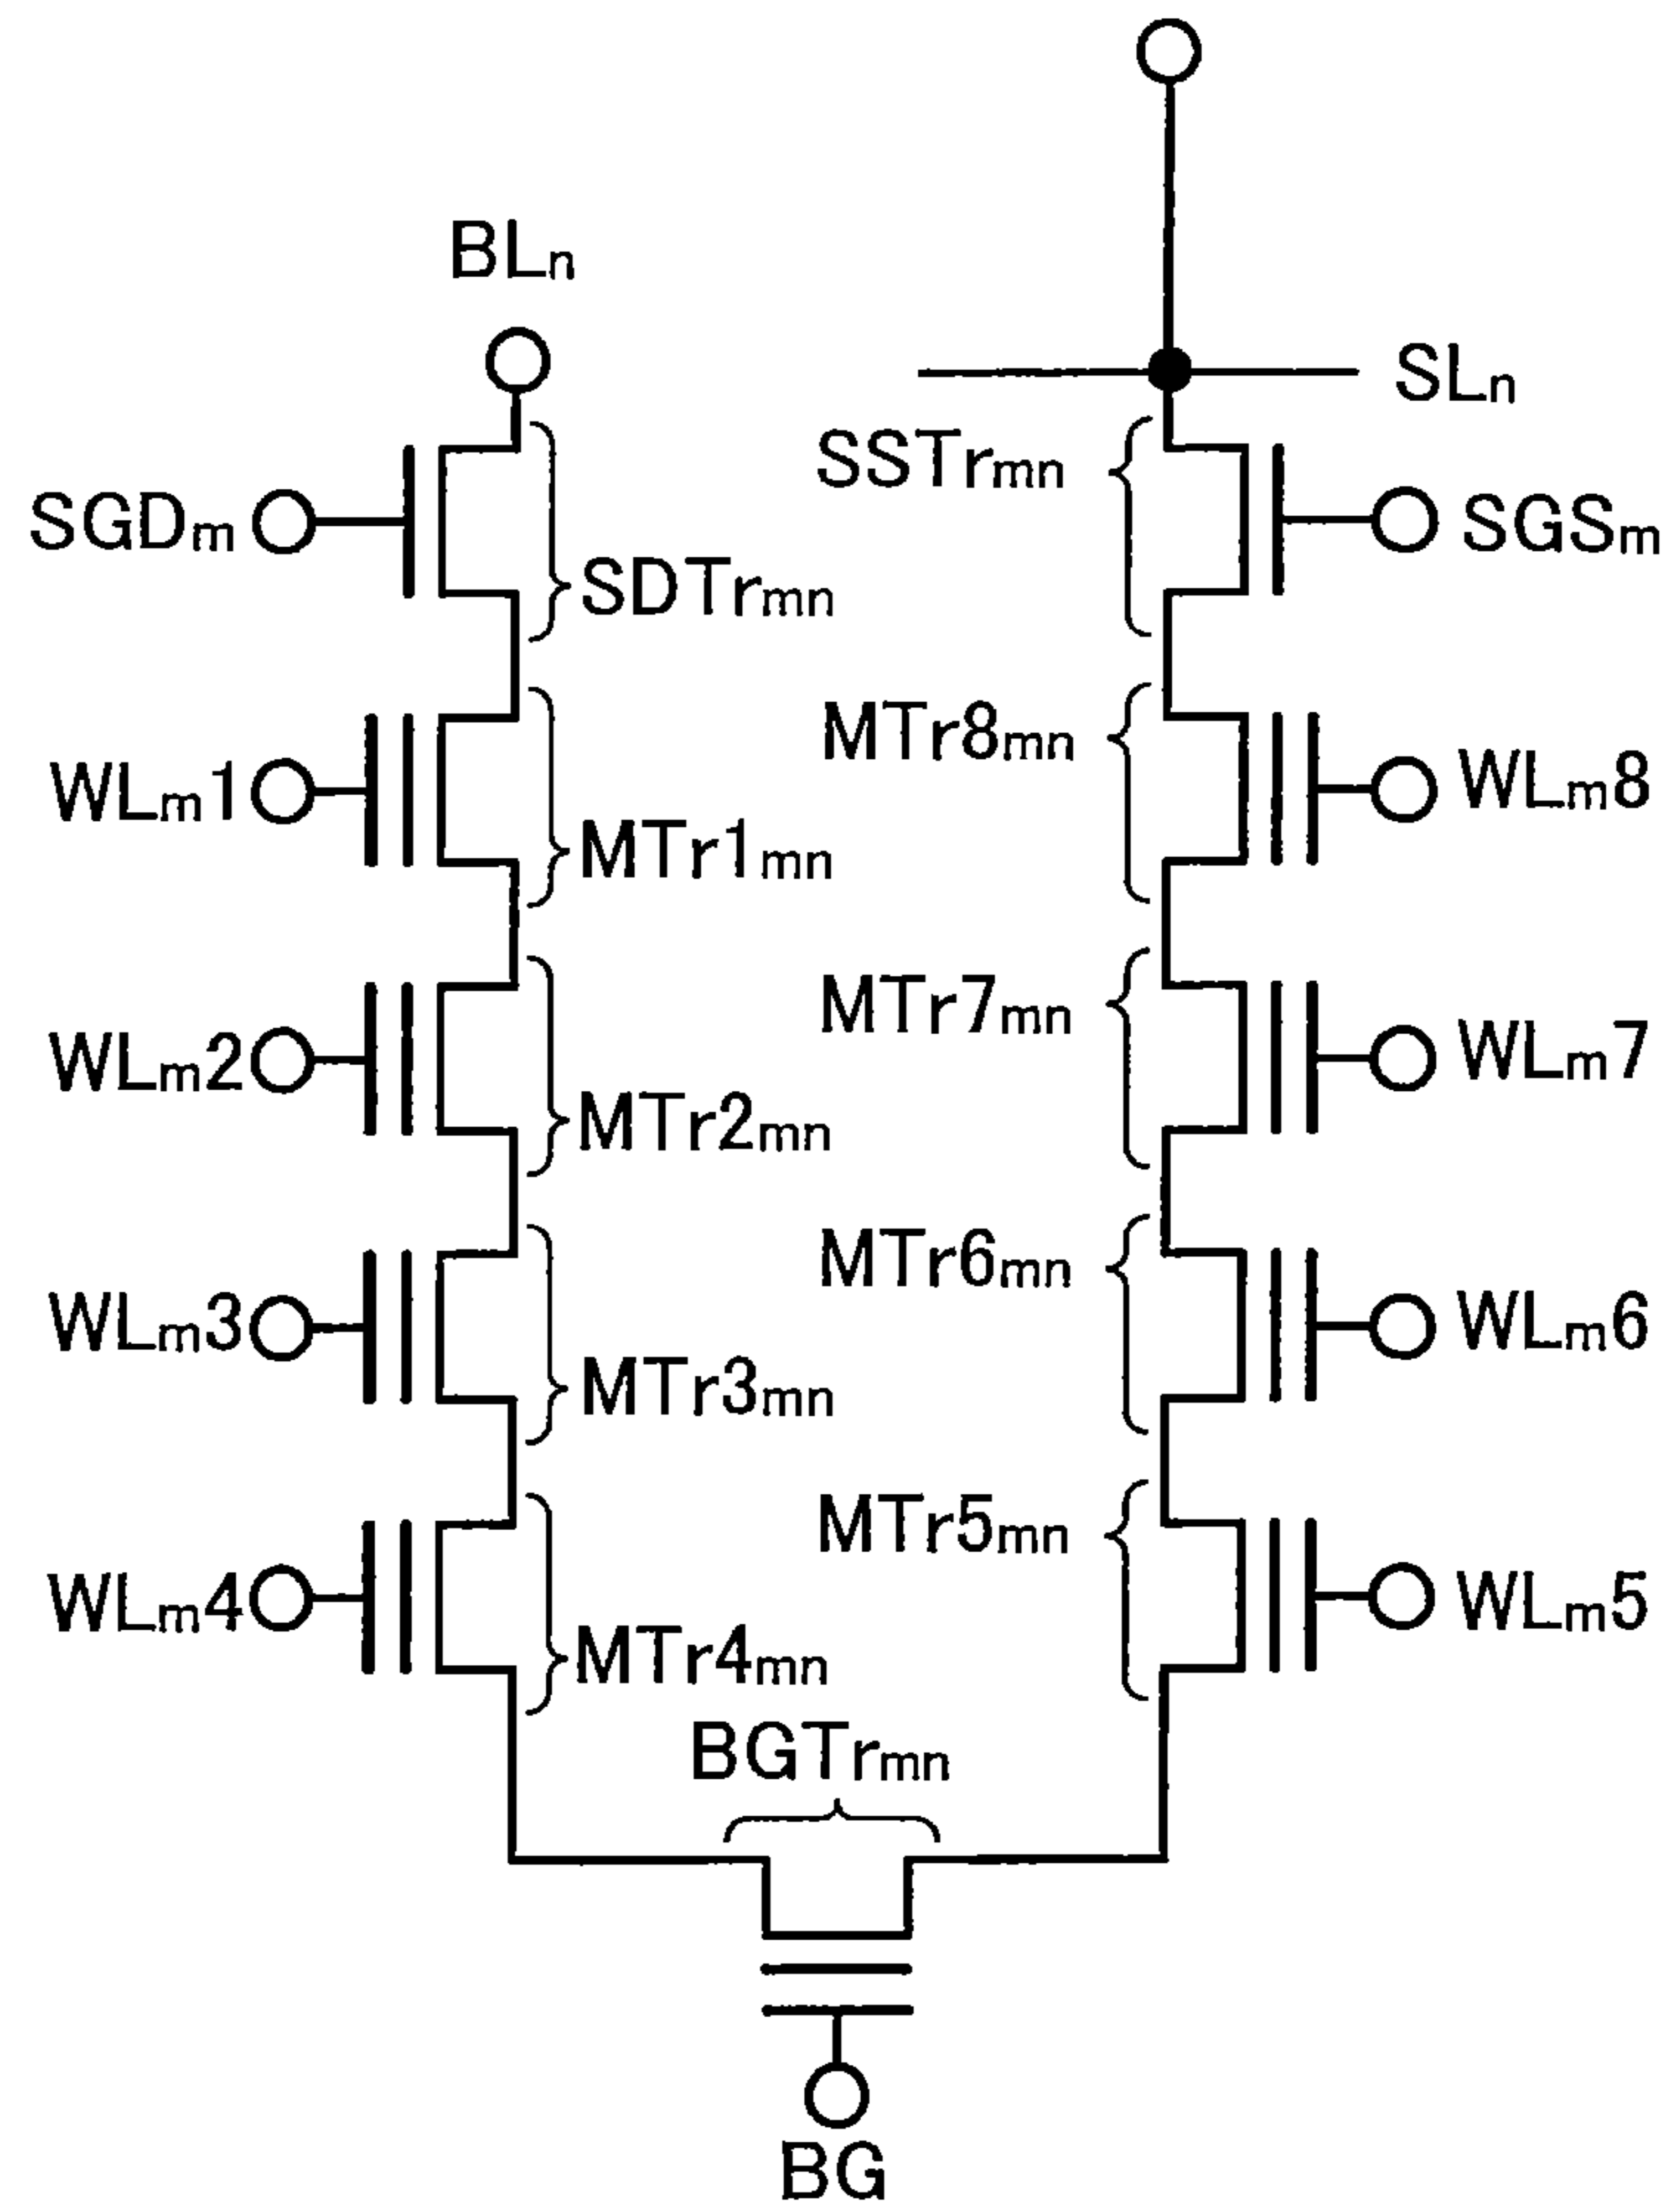 BLn
SLn
SSTrmn
SGDm
SGSm
SDTrmn
MTr8mn
WLm1
WLm8
MTr1mn
MTr7mn
WLm2
WLm7
MTr2mn
MTr6mn
WLm3
WLm6
MTr3mn
MTr5mn
WLm4
WLm5
MTr4mn
BGTrmn
BG